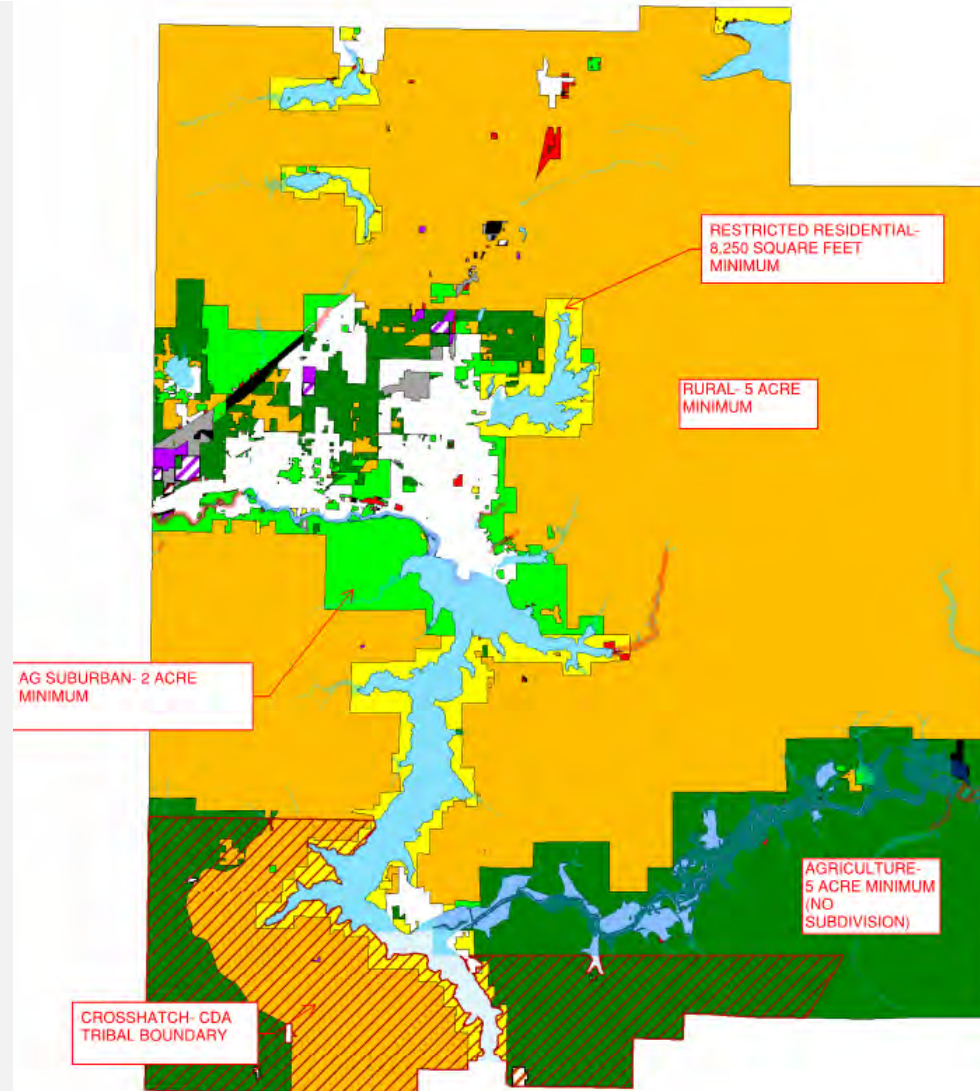 RESTRICTED RESIDENTIAL-
8,250 SQUARE FEET
MINIMUM
RURAL- 5 ACRE
MINIMUM
AG SUBURBAN- 2 ACRE
MINIMUM
AGRICULTURE-
5 ACRE MINIMUM
(NO
SUBDIVISION)
CROSSHATCH- CDA
TRIBAL BOUNDARY